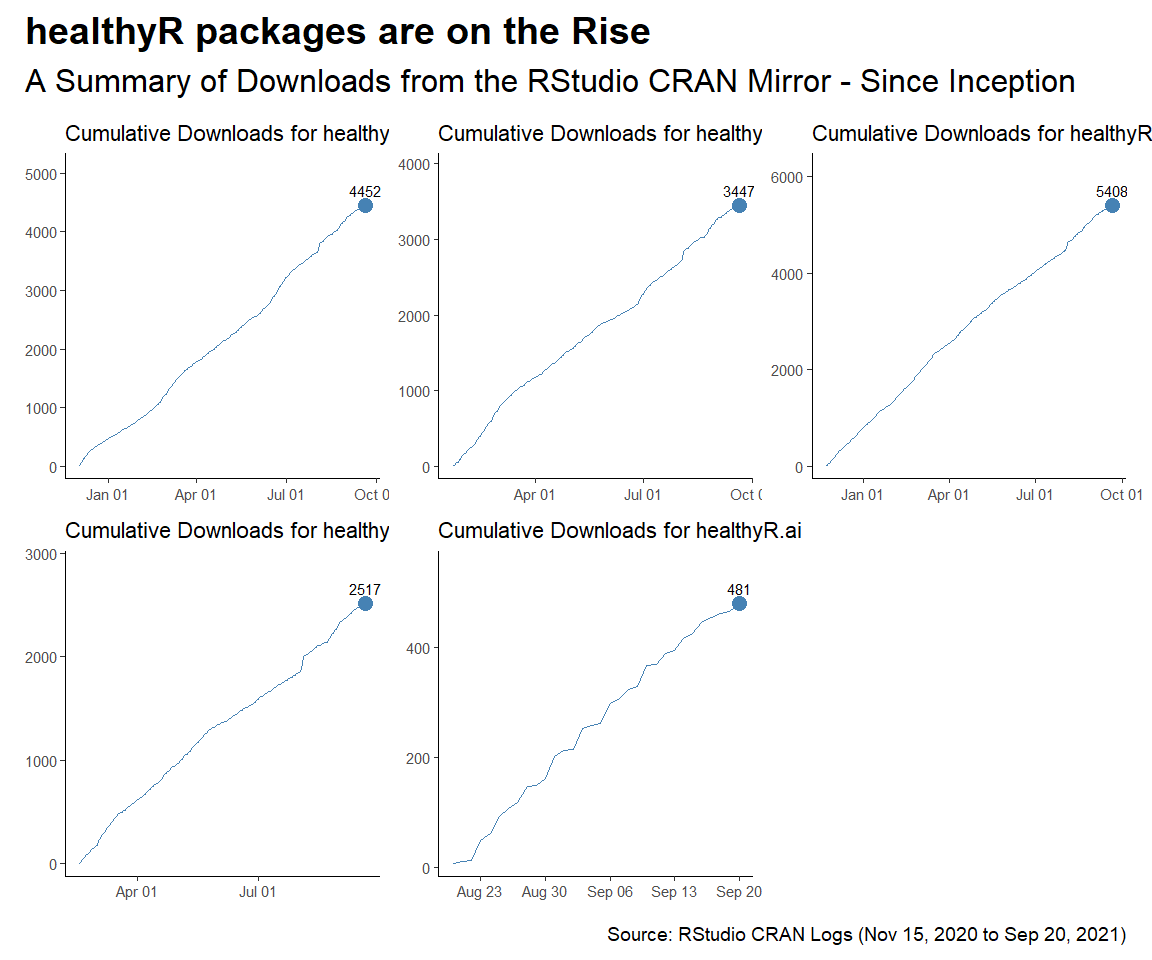 healthyR packages are on the Rise
A Summary of Downloads from the RStudio CRAN Mirror - Since Inception
Cumulative Downloads for healthy
5000
4000
3000
2000
1000
0
4452
Jan 01 Apr 01 Jul 01 Oct 0
Cumulative Downloads for healthy
4000
3000
2000
1000
0
3447
Apr 01 Jul 01 Oct
Cumulative Downloads for healthyR
6000
4000
2000
0
5408
Jan 01 Apr 01 Jul 01 Oct 01
Cumulative Downloads for healthy
3000
2000
1000
0
2517
Apr 01 Jul 01
Cumulative Downloads for healthyR.ai
400
200
0
481
Aug 23 Aug 30 Sep 06 Sep 13 Sep 20
Source: RStudio CRAN Logs (Nov 15, 2020 to Sep 20, 2021)